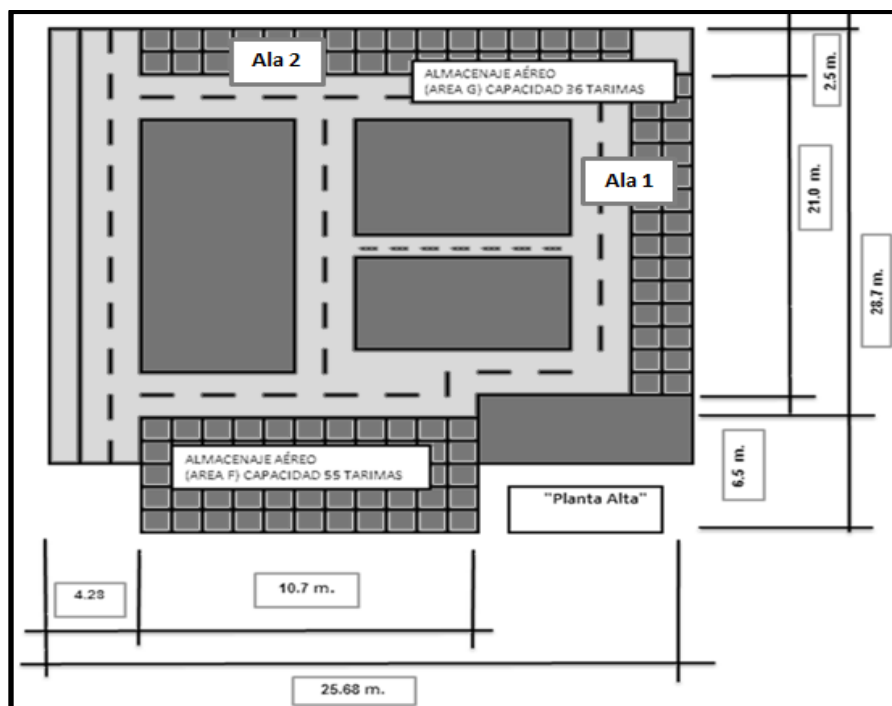 Ala 2
ALMACENAJE AÉREO
(AREA G) CAPACIDAD 36 TARIMAS
2.5 m.
Ala 1
21.0 m.
28.7 m.
ALMACENAJE AÉREO
(AREA F) CAPACIDAD 55 TARIMAS
6.5 m.
"Planta Alta"
4.28
10.7 m.
25.68 m.